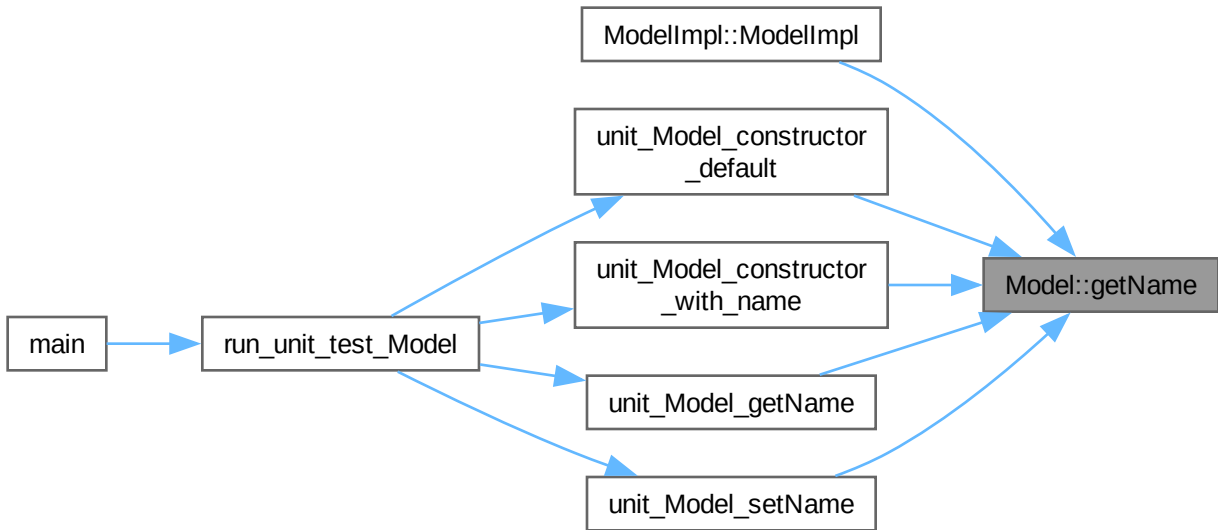 ModelImpl::ModelImpl
unit_Model_constructor
_default
unit_Model_constructor
_with_name
Model::getName
main
run_unit_test_Model
unit_Model_getName
unit_Model_setName